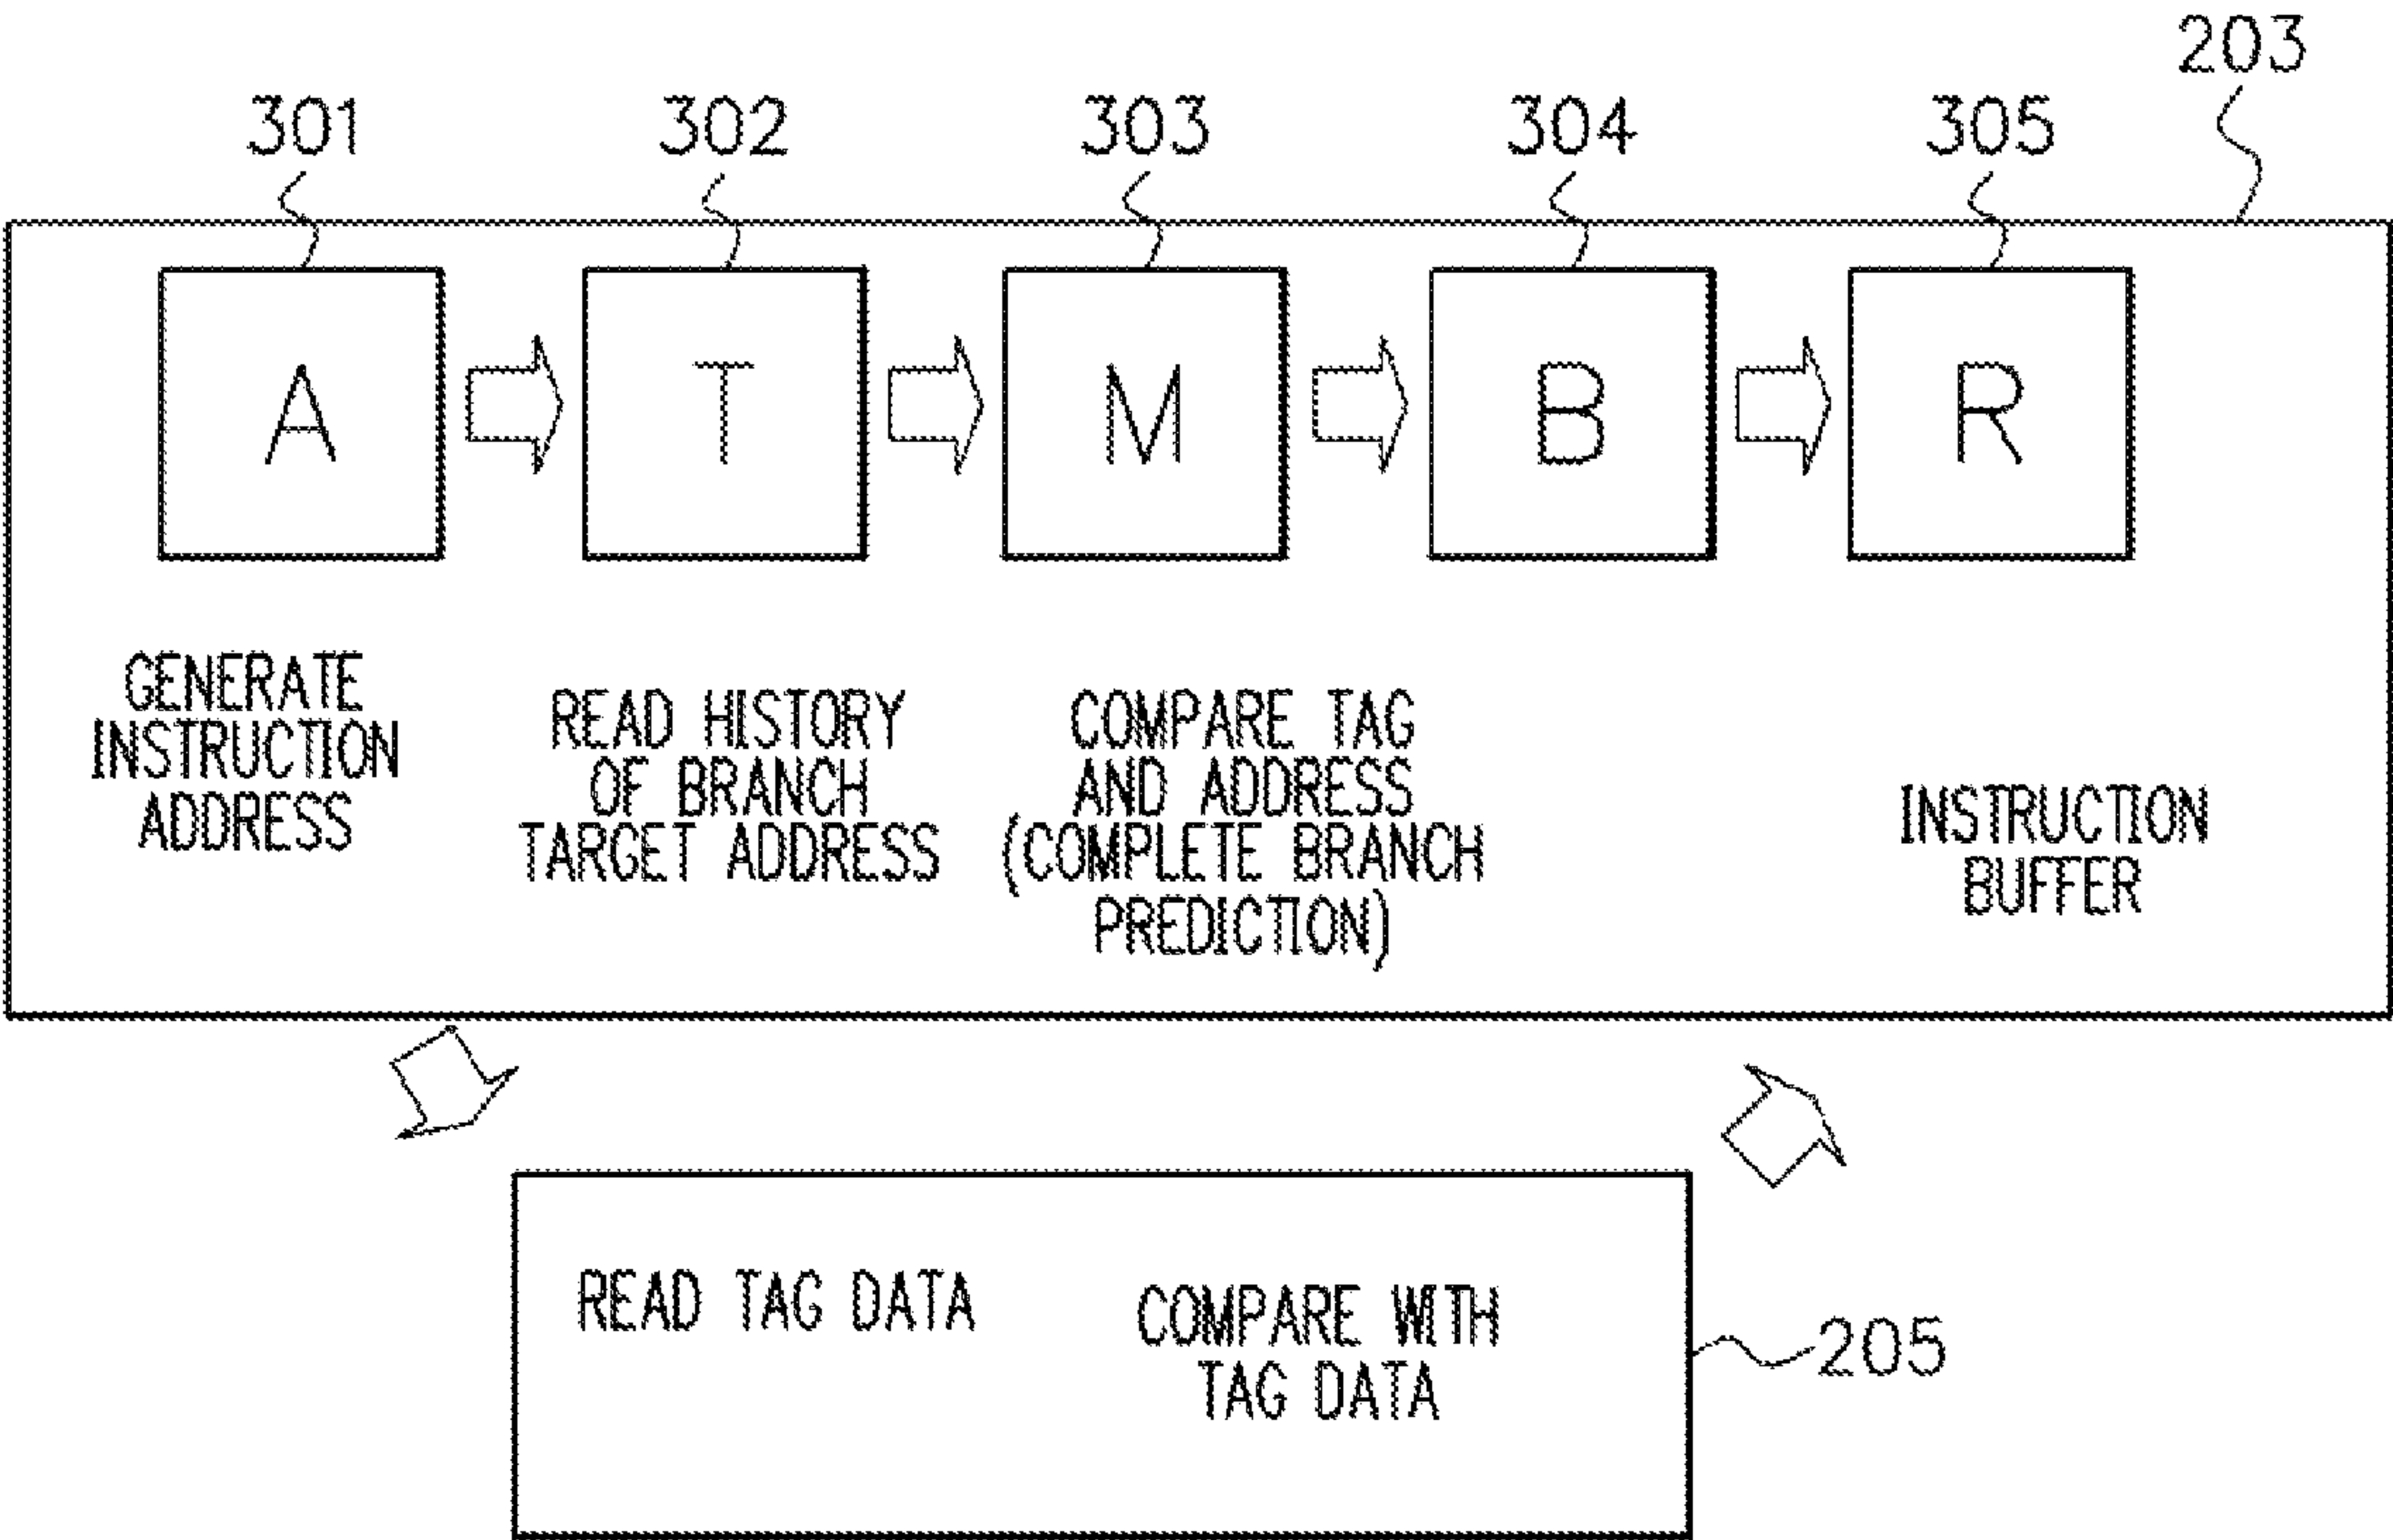 203
301
302
303
304
305
A
T
M
B
R
GENERATE
INSTRUCTION
ADDRESS
READ HISTORY
OF BRANCH
TARGET ADDRESS
COMPARE TAG
AND ADDRESS
(COMPLETE BRANCH
PREDICTION)
INSTRUCTION
BUFFER
READ TAG DATA
COMPARE WITH
TAG DATA
205